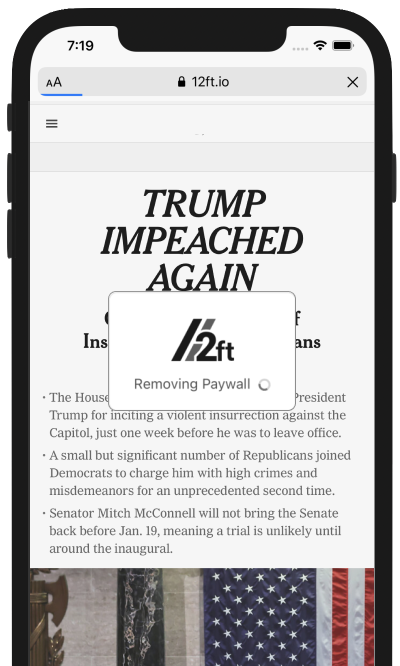 7:19
AA 12ft.io
TRUMP
IMPEACHED
AGAIN
f
Ins ans
12ft
Removing Paywall
· The House President
Trump for inciting a violent insurrection against the
Capitol, just one week before he was to leave office.
· A small but significant number of Republicans joined
Democrats to charge him with high crimes and
misdemeanors for an unprecedented second time.
· Senator Mitch McConnell will not bring the Senate
back before Jan. 19, meaning a trial is unlikely until
around the inaugural.